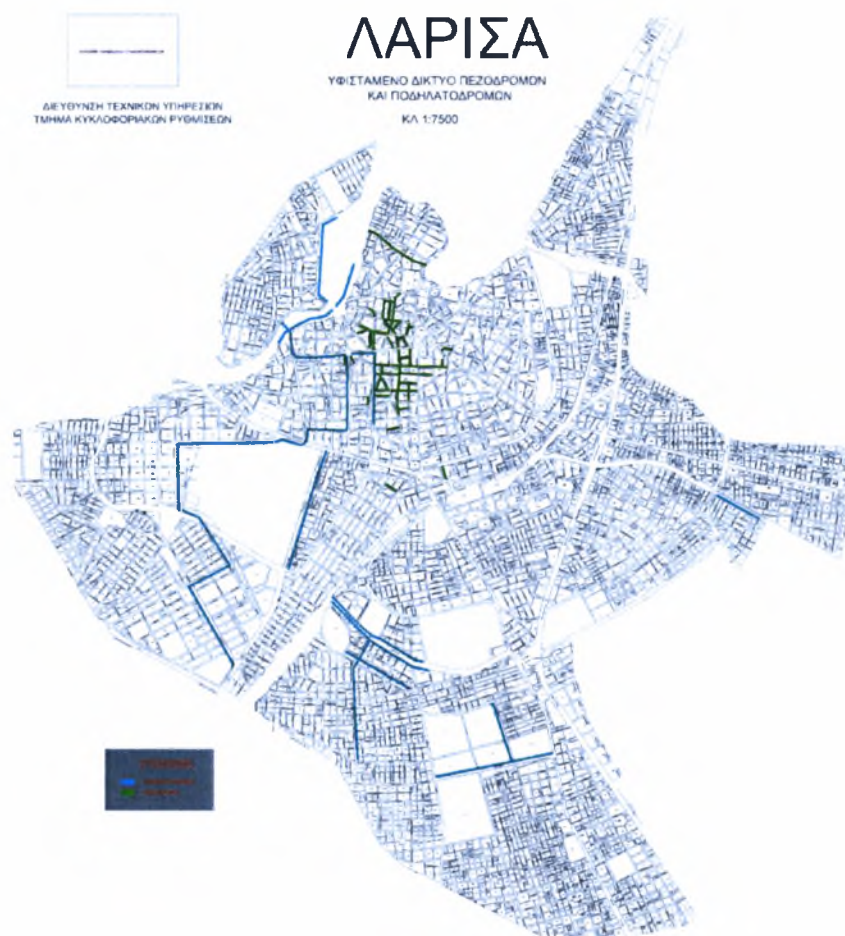 ΛΑΡΙΣΑ
ΥΦΙΣΤΑΜΕΝΟ ΔΙΚΤΥΟ ΠΕΖΟΔΡΟΜΩΝ
ΚΑΙ ΠΟΔΗΛΑΤΟΔΡΟΜΩΝ
ΚΛ 1:7500
ΔΙΕΥΘΥΝΣΗ ΤΕΧΝΙΚΩΝ ΥΠΗΡΕΣΙΩΝ
ΤΜΗΜΑ ΚΥΚΛΟΦΟΡΙΑΚΩΝ ΡΥΘΜΙΣΕΩΝ